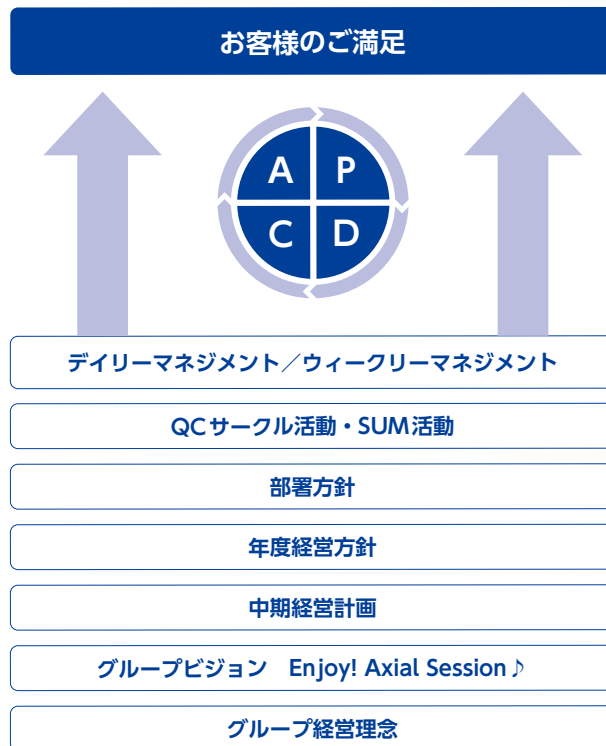 お客様のご満足
A P
C D
デイリーマネジメント／ウィークリーマネジメント
QCサークル活動・SUM活動
部署方針
年度経営方針
中期経営計画
グループビジョン　Enjoy! Axial Session♪
グループ経営理念